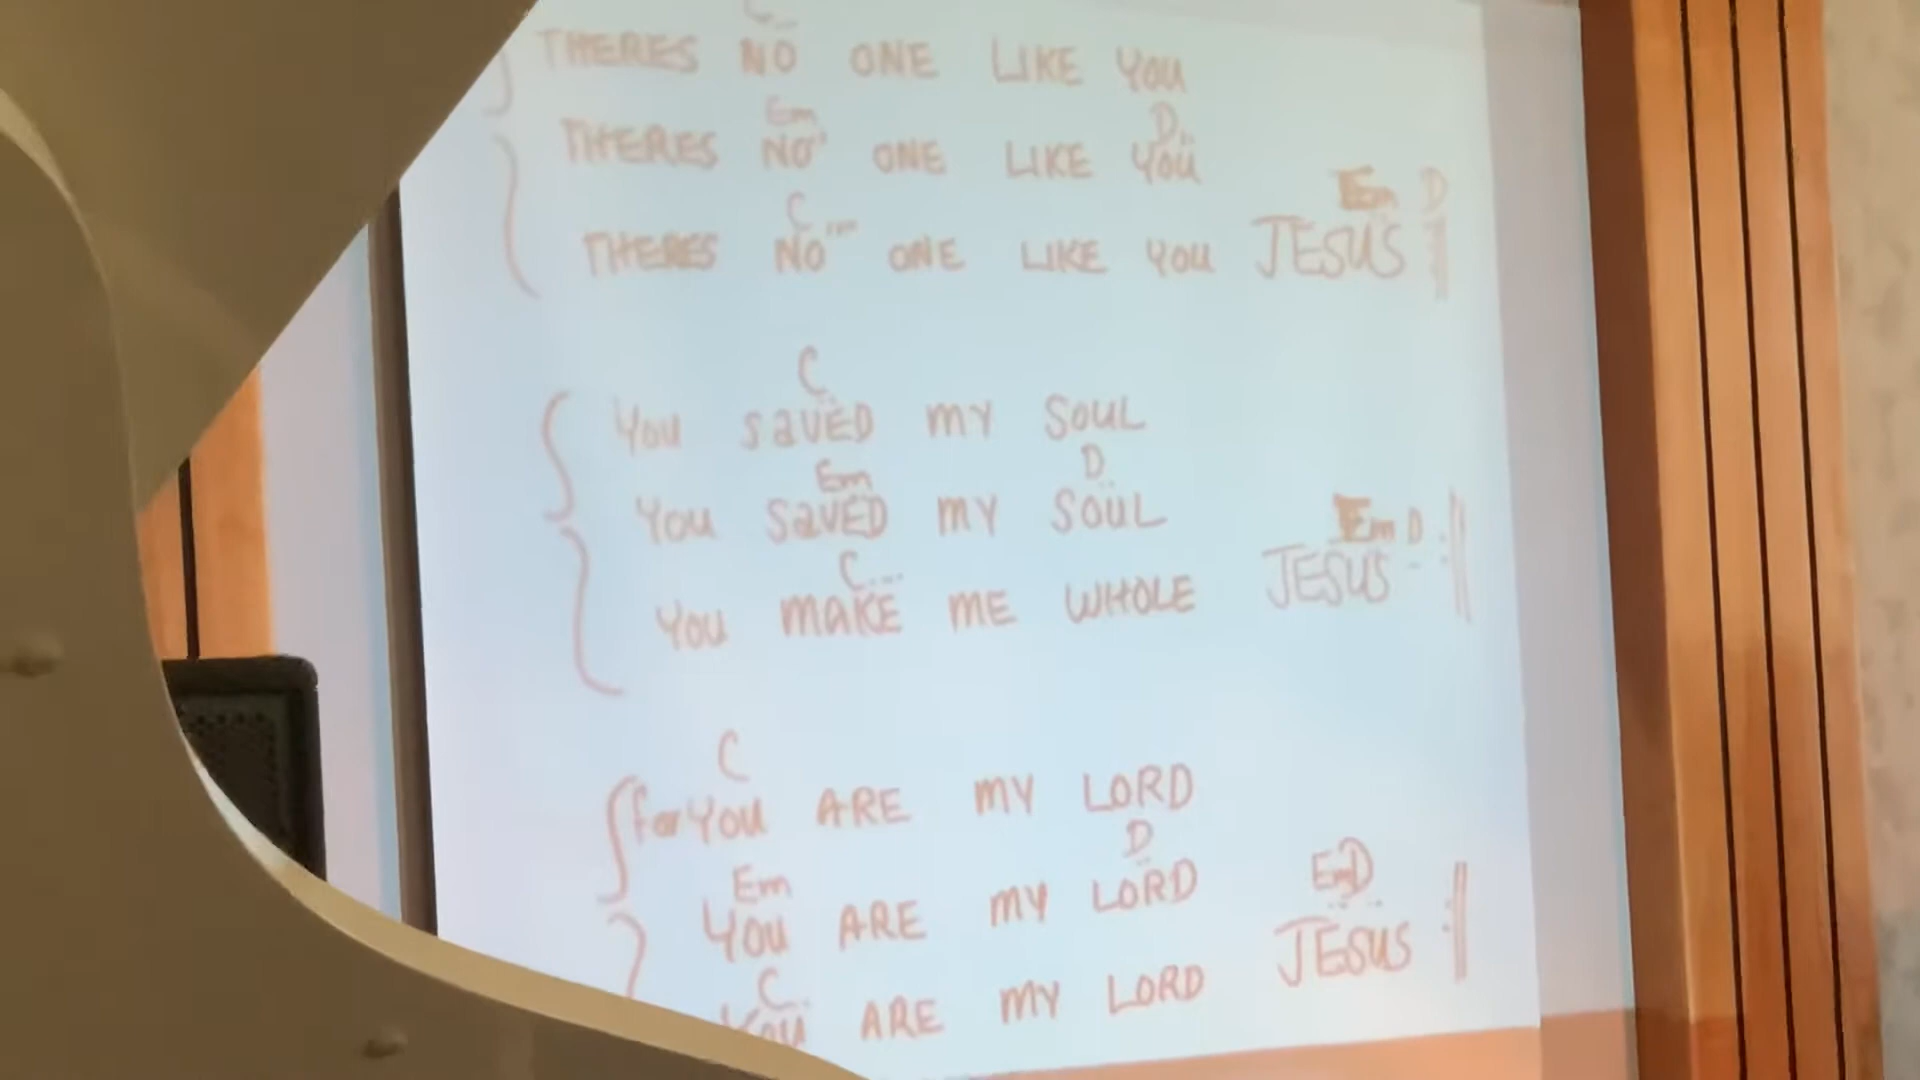 C
THERES NO ONE LIKE YOU
Em D
THERES NO ONE LIKE YOU
C Em D
THERES NO ONE LIKE YOU JESUS
C
You saVED MY SOUL
Em D
You SaVED MY SOUL
C... Em D
You MaKE ME WHOLE JESUS
C
for You ARE MY LORD
Em D
You ARE MY LORD
C Em D
You ARE MY LORD JESUS